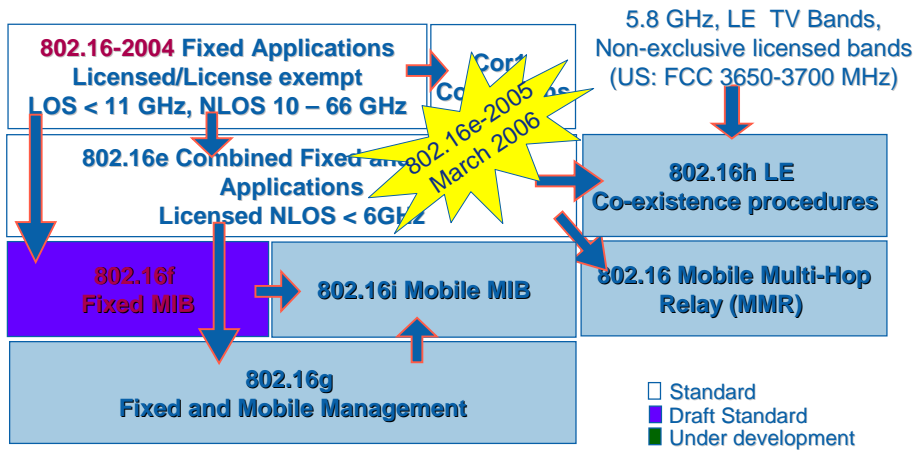 802.16-2004 Fixed Applications
Licensed/License exempt
LOS < 11 GHz, NLOS 10 – 66 GHz
5.8 GHz, LE TV Bands,
Non-exclusive licensed bands
(US: FCC 3650-3700 MHz)
802.16e-2005
March 2006
802.16e Combined Fixed
Applications
Licensed NLOS < 6GHz
802.16h LE
Co-existence procedures
802.16f
Fixed MIB
802.16i Mobile MIB
802.16 Mobile Multi-Hop
Relay (MMR)
802.16g
Fixed and Mobile Management
Standard
Draft Standard
Under development